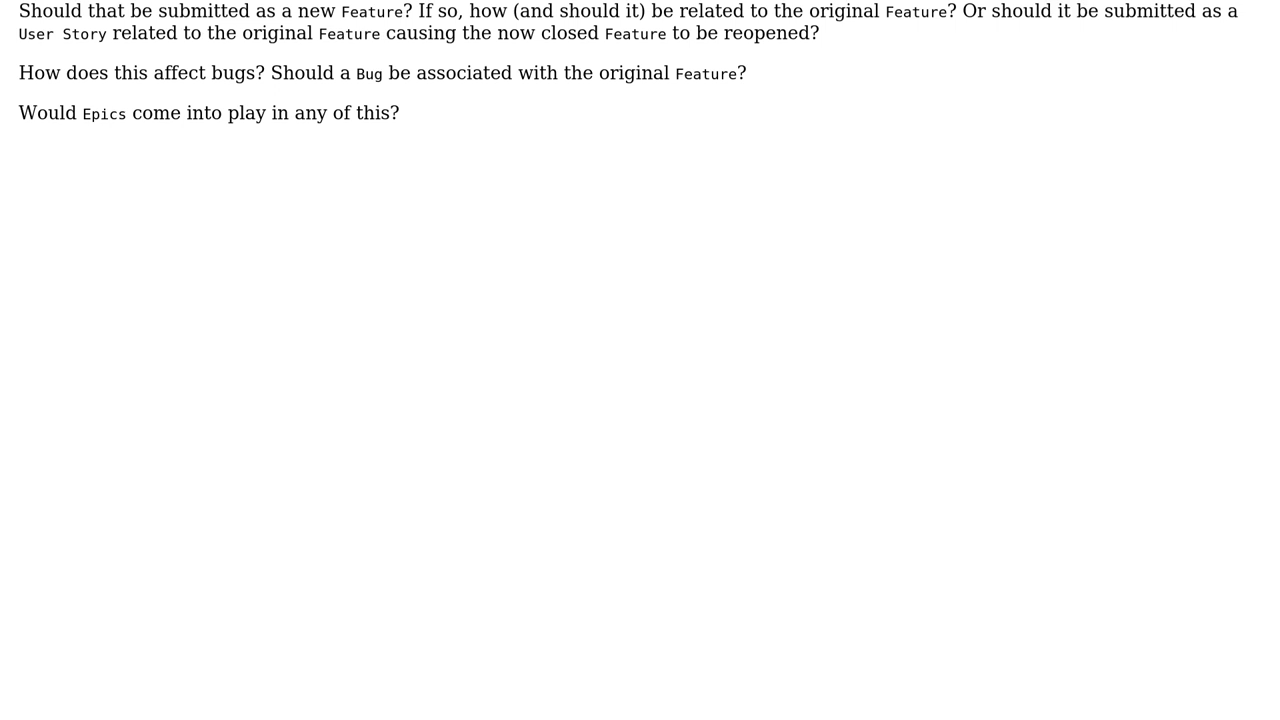 Should that be submitted as a new Feature? If so, how (and should it) be related to the original Feature? Or should it be submitted as a
User Story related to the original Feature causing the now closed Feature to be reopened?
How does this affect bugs? Should a Bug be associated with the original Feature?
Would Epics come into play in any of this?